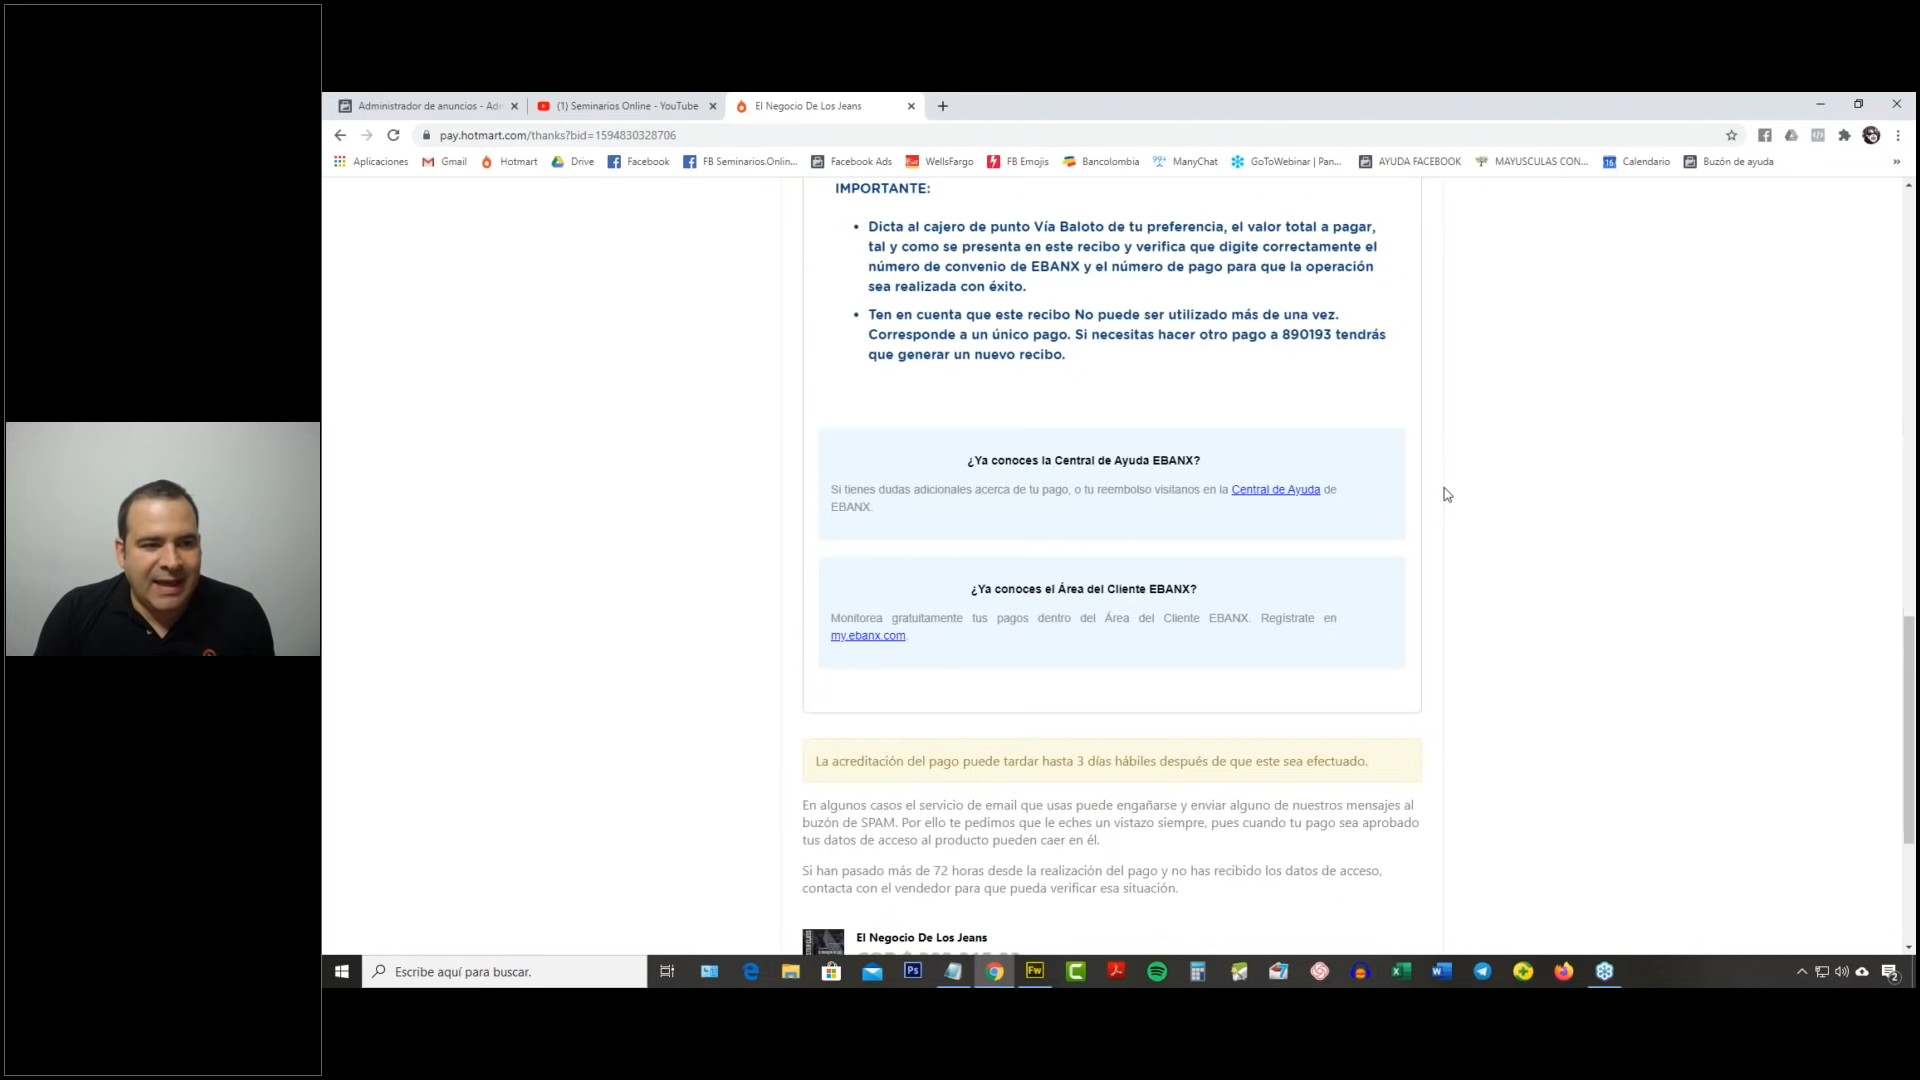 Administrador de anuncios - Ad
(1) Seminarios Online - YouTube
El Negocio De Los Jeans
pay.hotmart.com/thanks?bid=1594830328706
Aplicaciones
Gmail
Hotmart
Drive
Facebook
FB Seminarios.Onlin...
Facebook Ads
WellsFargo
FB Emojis
Bancolombia
99+
ManyChat
GoToWebinar | Pan...
AYUDA FACEBOOK
MAYUSCULAS CON...
16
Calendario
Buzón de ayuda
IMPORTANTE:
• Dicta al cajero de punto Vía Baloto de tu preferencia, el valor total a pagar,
tal y como se presenta en este recibo y verifica que digite correctamente el
número de convenio de EBANX y el número de pago para que la operación
sea realizada con éxito.
• Ten en cuenta que este recibo No puede ser utilizado más de una vez.
Corresponde a un único pago. Si necesitas hacer otro pago a 890193 tendrás
que generar un nuevo recibo.
¿Ya conoces la Central de Ayuda EBANX?
Si tienes dudas adicionales acerca de tu pago, o tu reembolso visitanos en la Central de Ayuda de
EBANX.
¿Ya conoces el Área del Cliente EBANX?
Monitorea gratuitamente tus pagos dentro del Área del Cliente EBANX. Regístrate en
my.ebanx.com.
La acreditación del pago puede tardar hasta 3 días hábiles después de que este sea efectuado.
En algunos casos el servicio de email que usas puede engañarse y enviar alguno de nuestros mensajes al
buzón de SPAM. Por ello te pedimos que le eches un vistazo siempre, pues cuando tu pago sea aprobado
tus datos de acceso al producto pueden caer en él.
Si han pasado más de 72 horas desde la realización del pago y no has recibido los datos de acceso,
contacta con el vendedor para que pueda verificar esa situación.
El Negocio De Los Jeans
Escribe aquí para buscar.
Ps
Fw
2